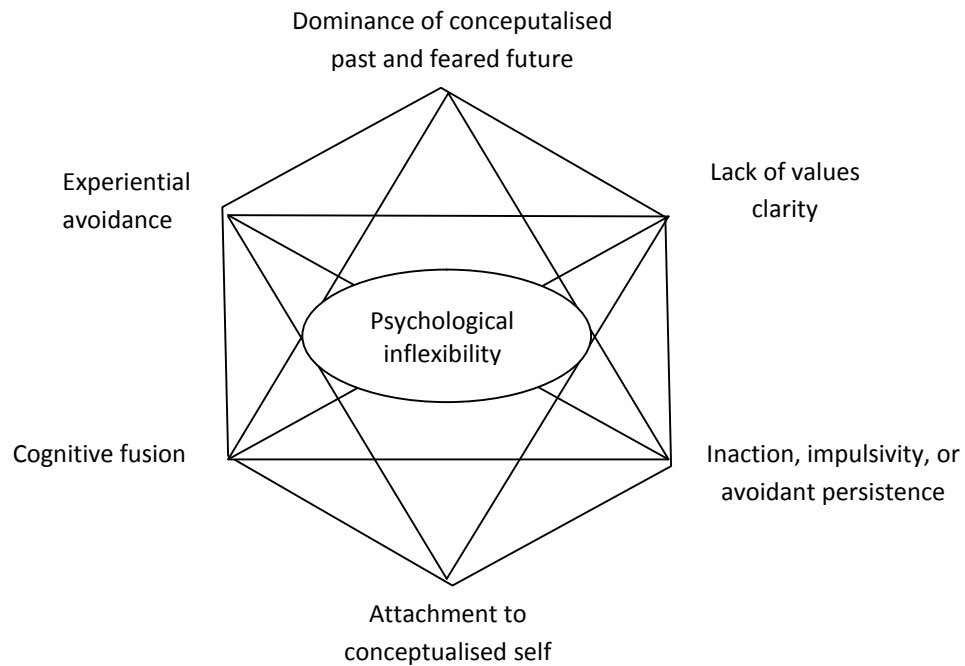 Dominance of conceputalised
past and feared future
Experiential
avoidance
Lack of values
clarity
Psychological
inflexibility
Cognitive fusion
Inaction, impulsivity, or
avoidant persistence
Attachment to
conceptualised self